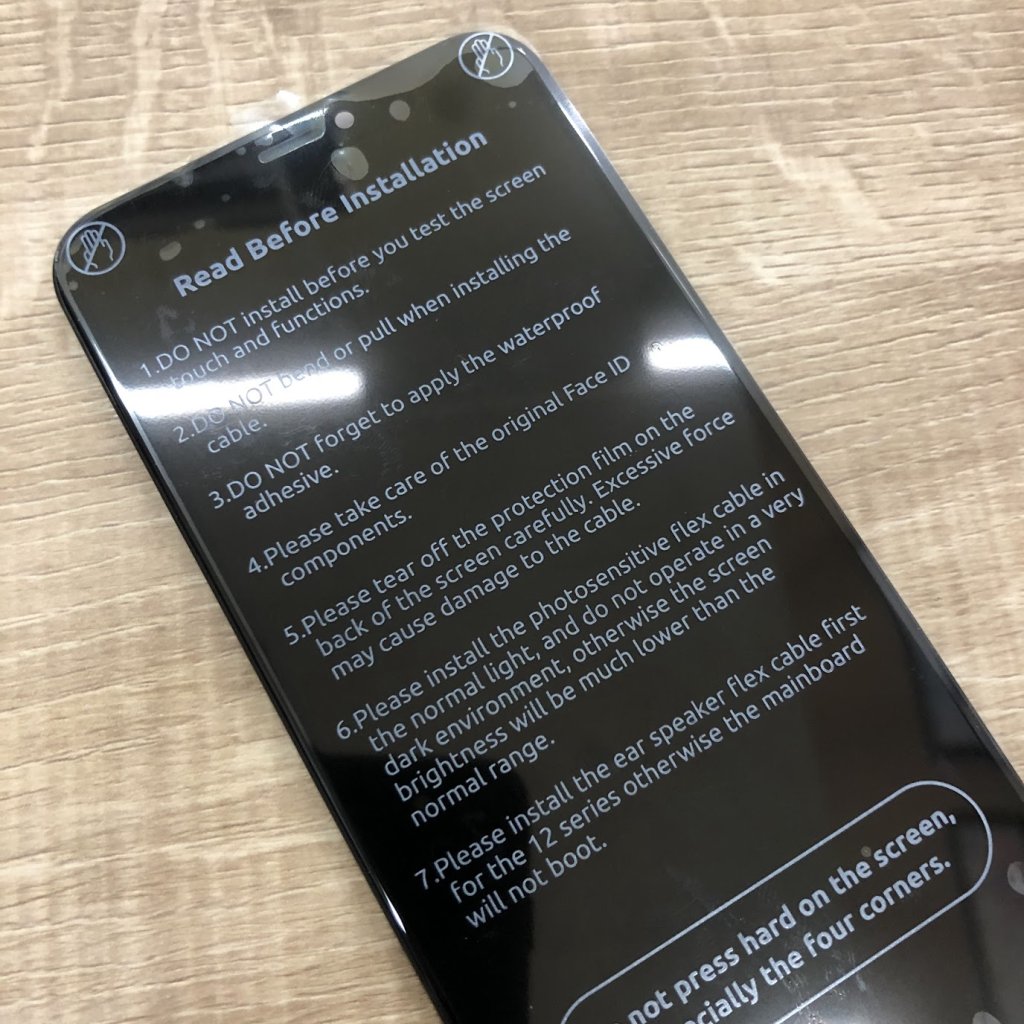 Read Before Installation
1.DO NOT install before you test the screen
touch and functions.
2.DO NOT bend or pull when installing the
cable.
3.DO NOT forget to apply the waterproof
adhesive.
4.Please take care of the original Face ID
components.
5.Please tear off the protection film on the
back of the screen carefully. Excessive force
may cause damage to the cable.
6.Please install the photosensitive flex cable in
the normal light, and do not operate in a very
dark environment, otherwise the screen
brightness will be much lower than the
normal range.
7.Please install the ear speaker flex cable first
for the 12 series otherwise the mainboard
will not boot.
not press hard on the screen,
the four corners.